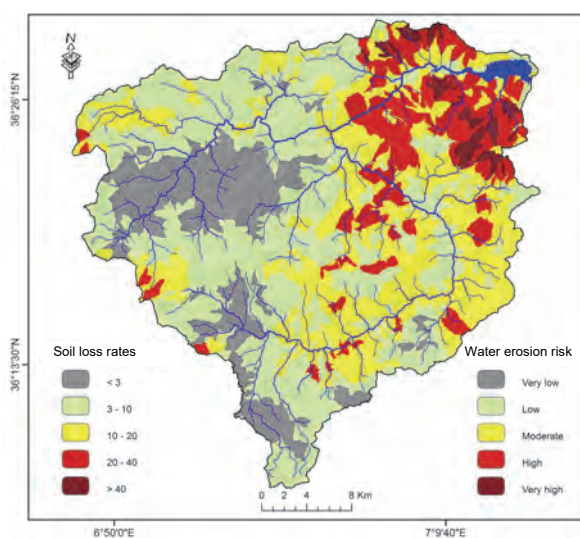 N
36°26'15"N
36°13'30"N
Soil loss rates
< 3
3 - 10
10 - 20
20 - 40
> 40
Water erosion risk
Very low
Low
Moderate
High
Very high
0 2 4 8 Km
6°50'0"E
7°9'40"E